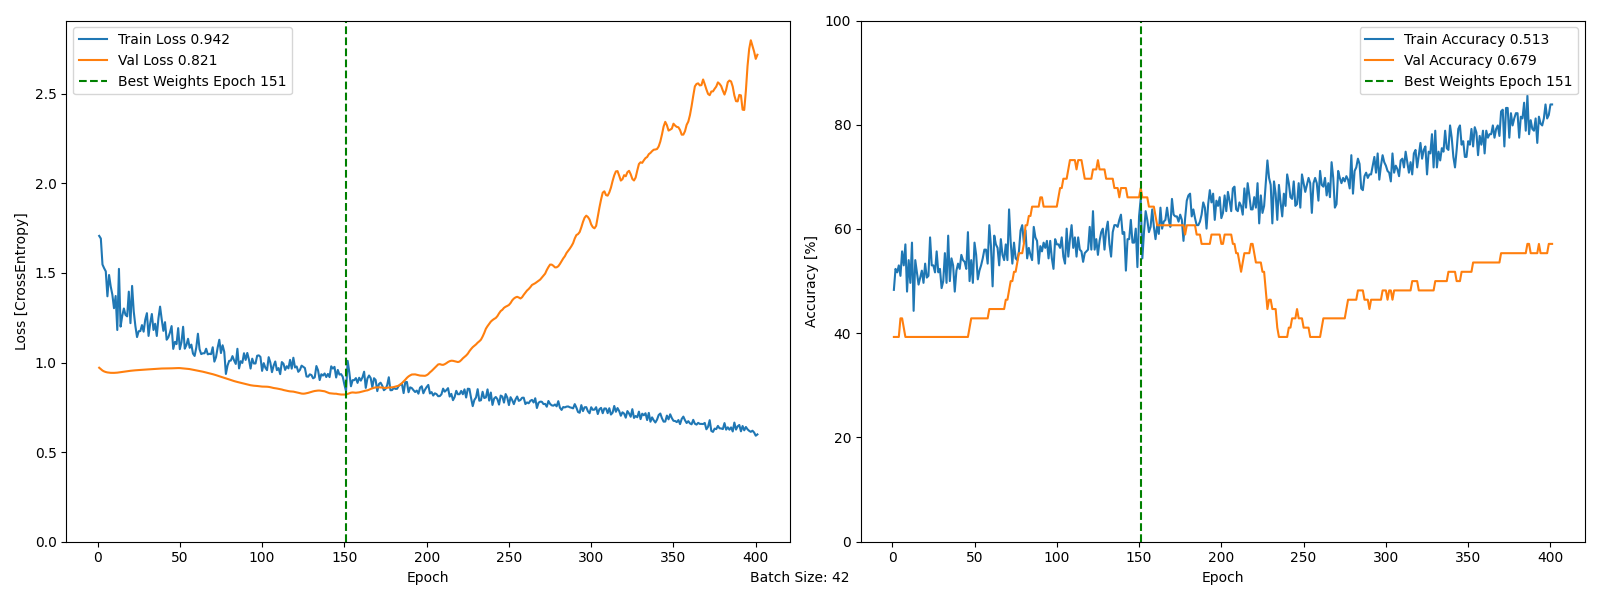 Train Loss 0.942
Val Loss 0.821
Best Weights Epoch 151
Loss [CrossEntropy]
2.5
2.0
1.5
1.0
0.5
0.0
0 50 100 150 200 250 300 350 400
Epoch
Train Accuracy 0.513
Val Accuracy 0.679
Best Weights Epoch 151
Accuracy [%]
100
80
60
40
20
0
0 50 100 150 200 250 300 350 400
Epoch
Batch Size: 42